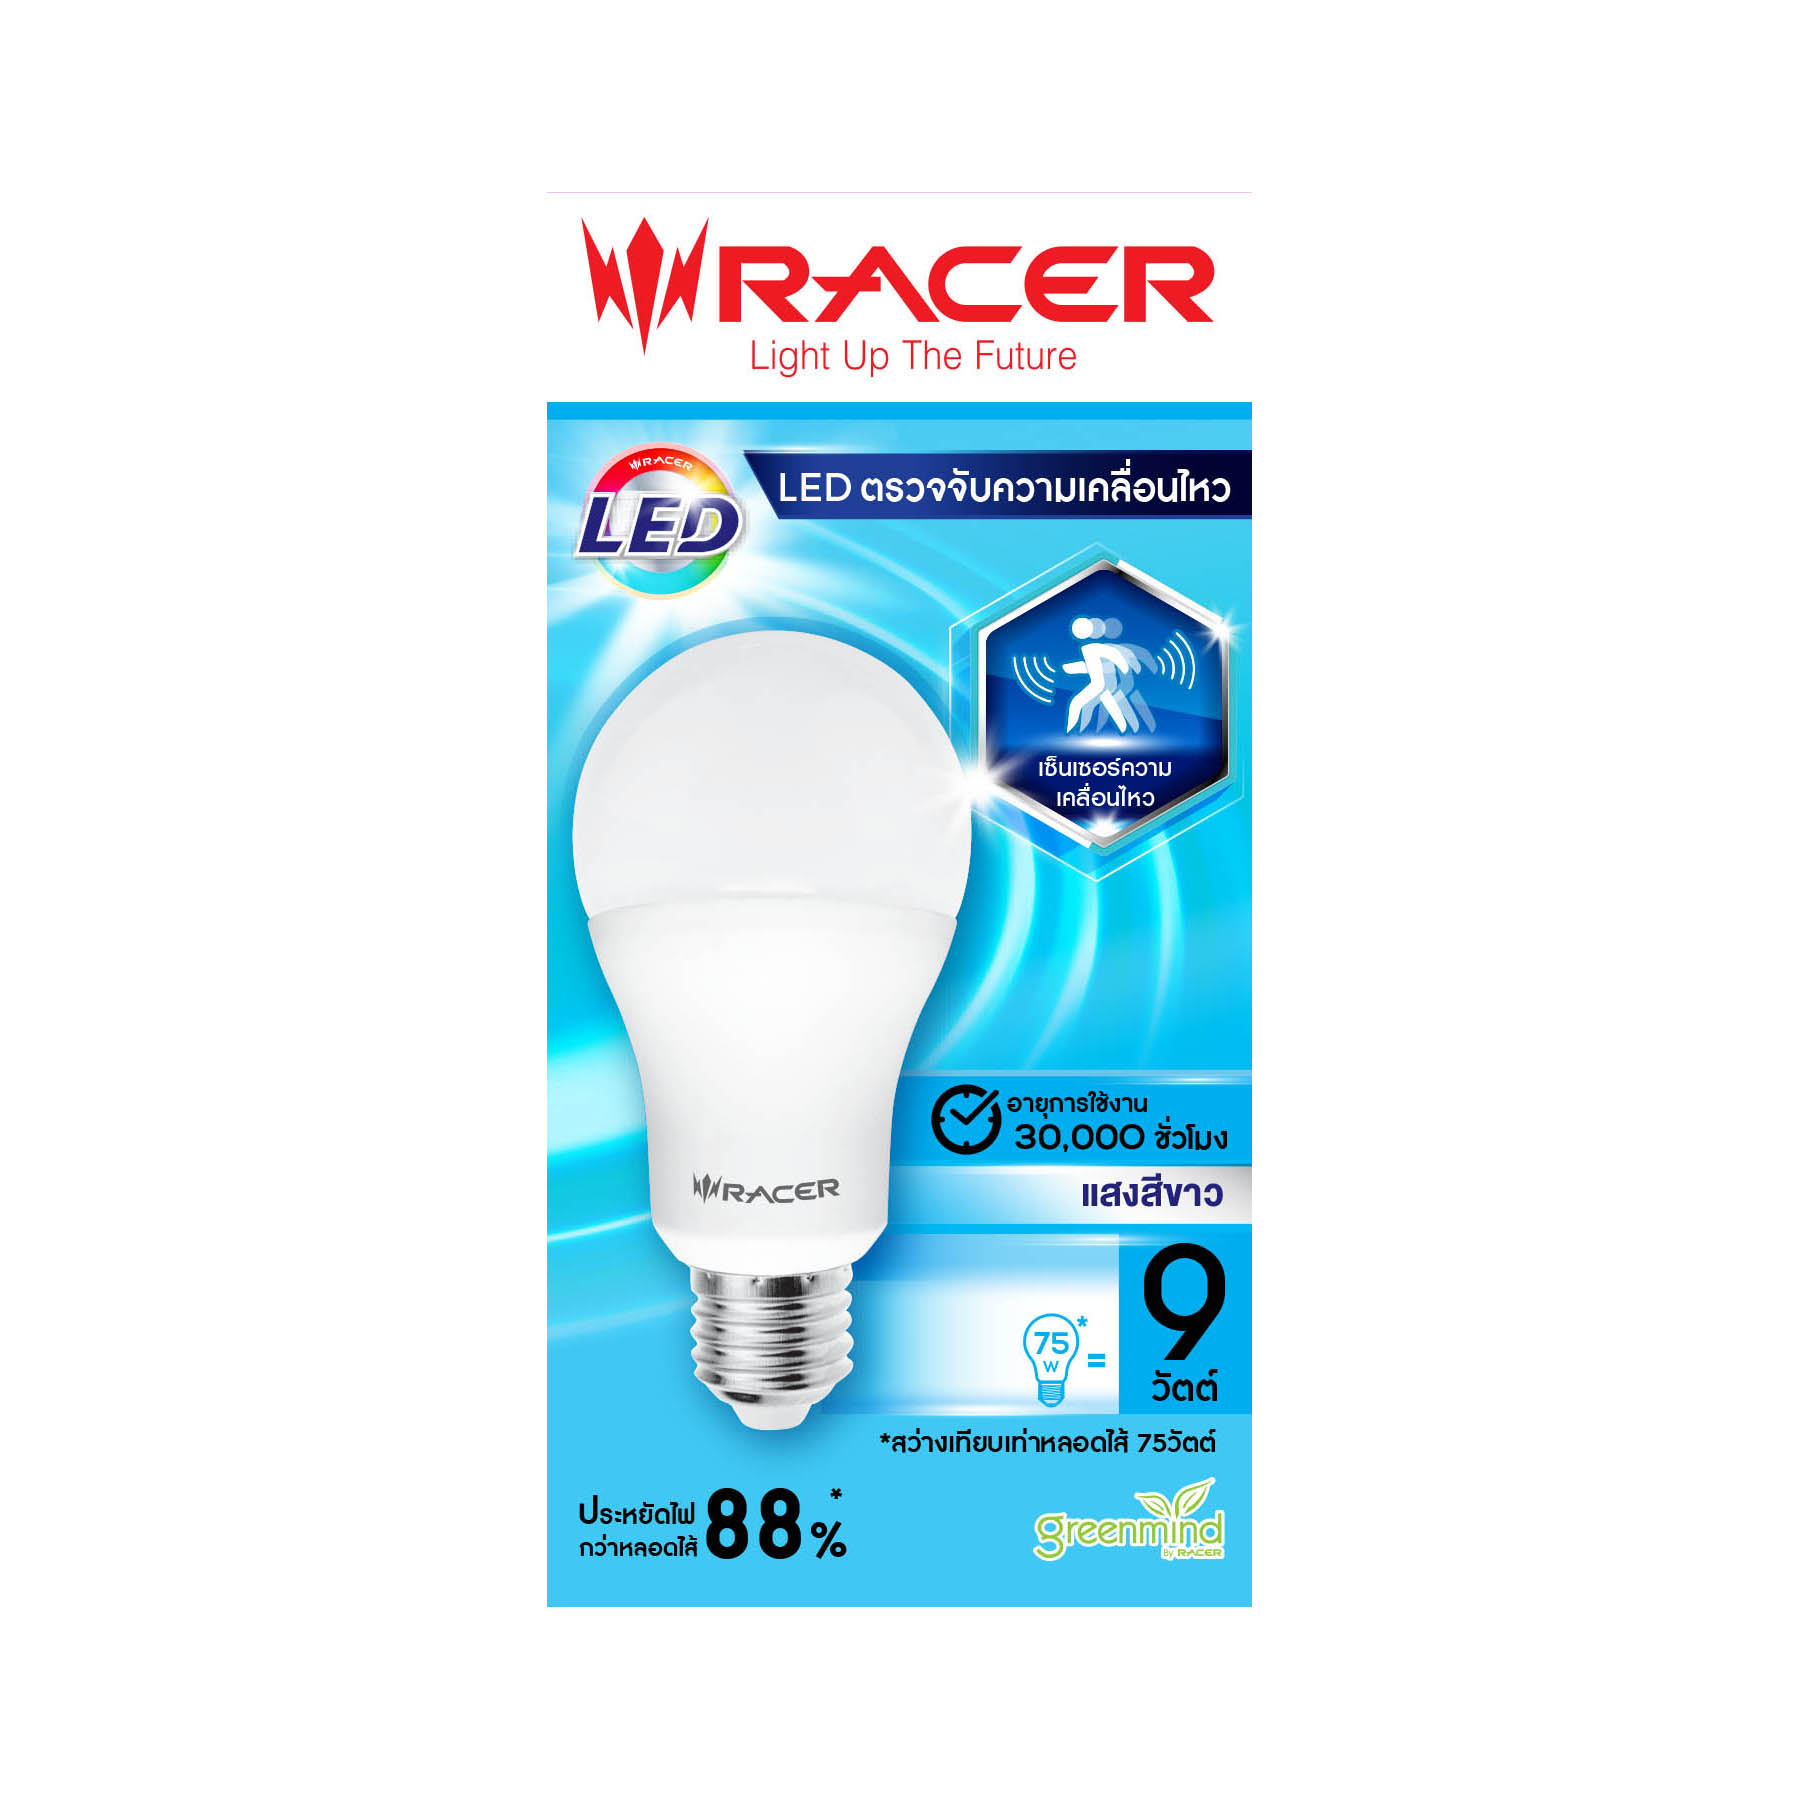 RACER
Light Up The Future
RACER
LED
LED ตรวจจับความเคลื่อนไหว
เซ็นเซอร์ความ
เคลื่อนไหว
อายุการใช้งาน
30,000 ชั่วโมง
RACER
แสงสีขาว
75
W
* =
9
วัตต์
*สว่างเทียบเท่าหลอดไส้ 75วัตต์
ประหยัดไฟ
กว่าหลอดไส้
88%*
greenmind
By RACER